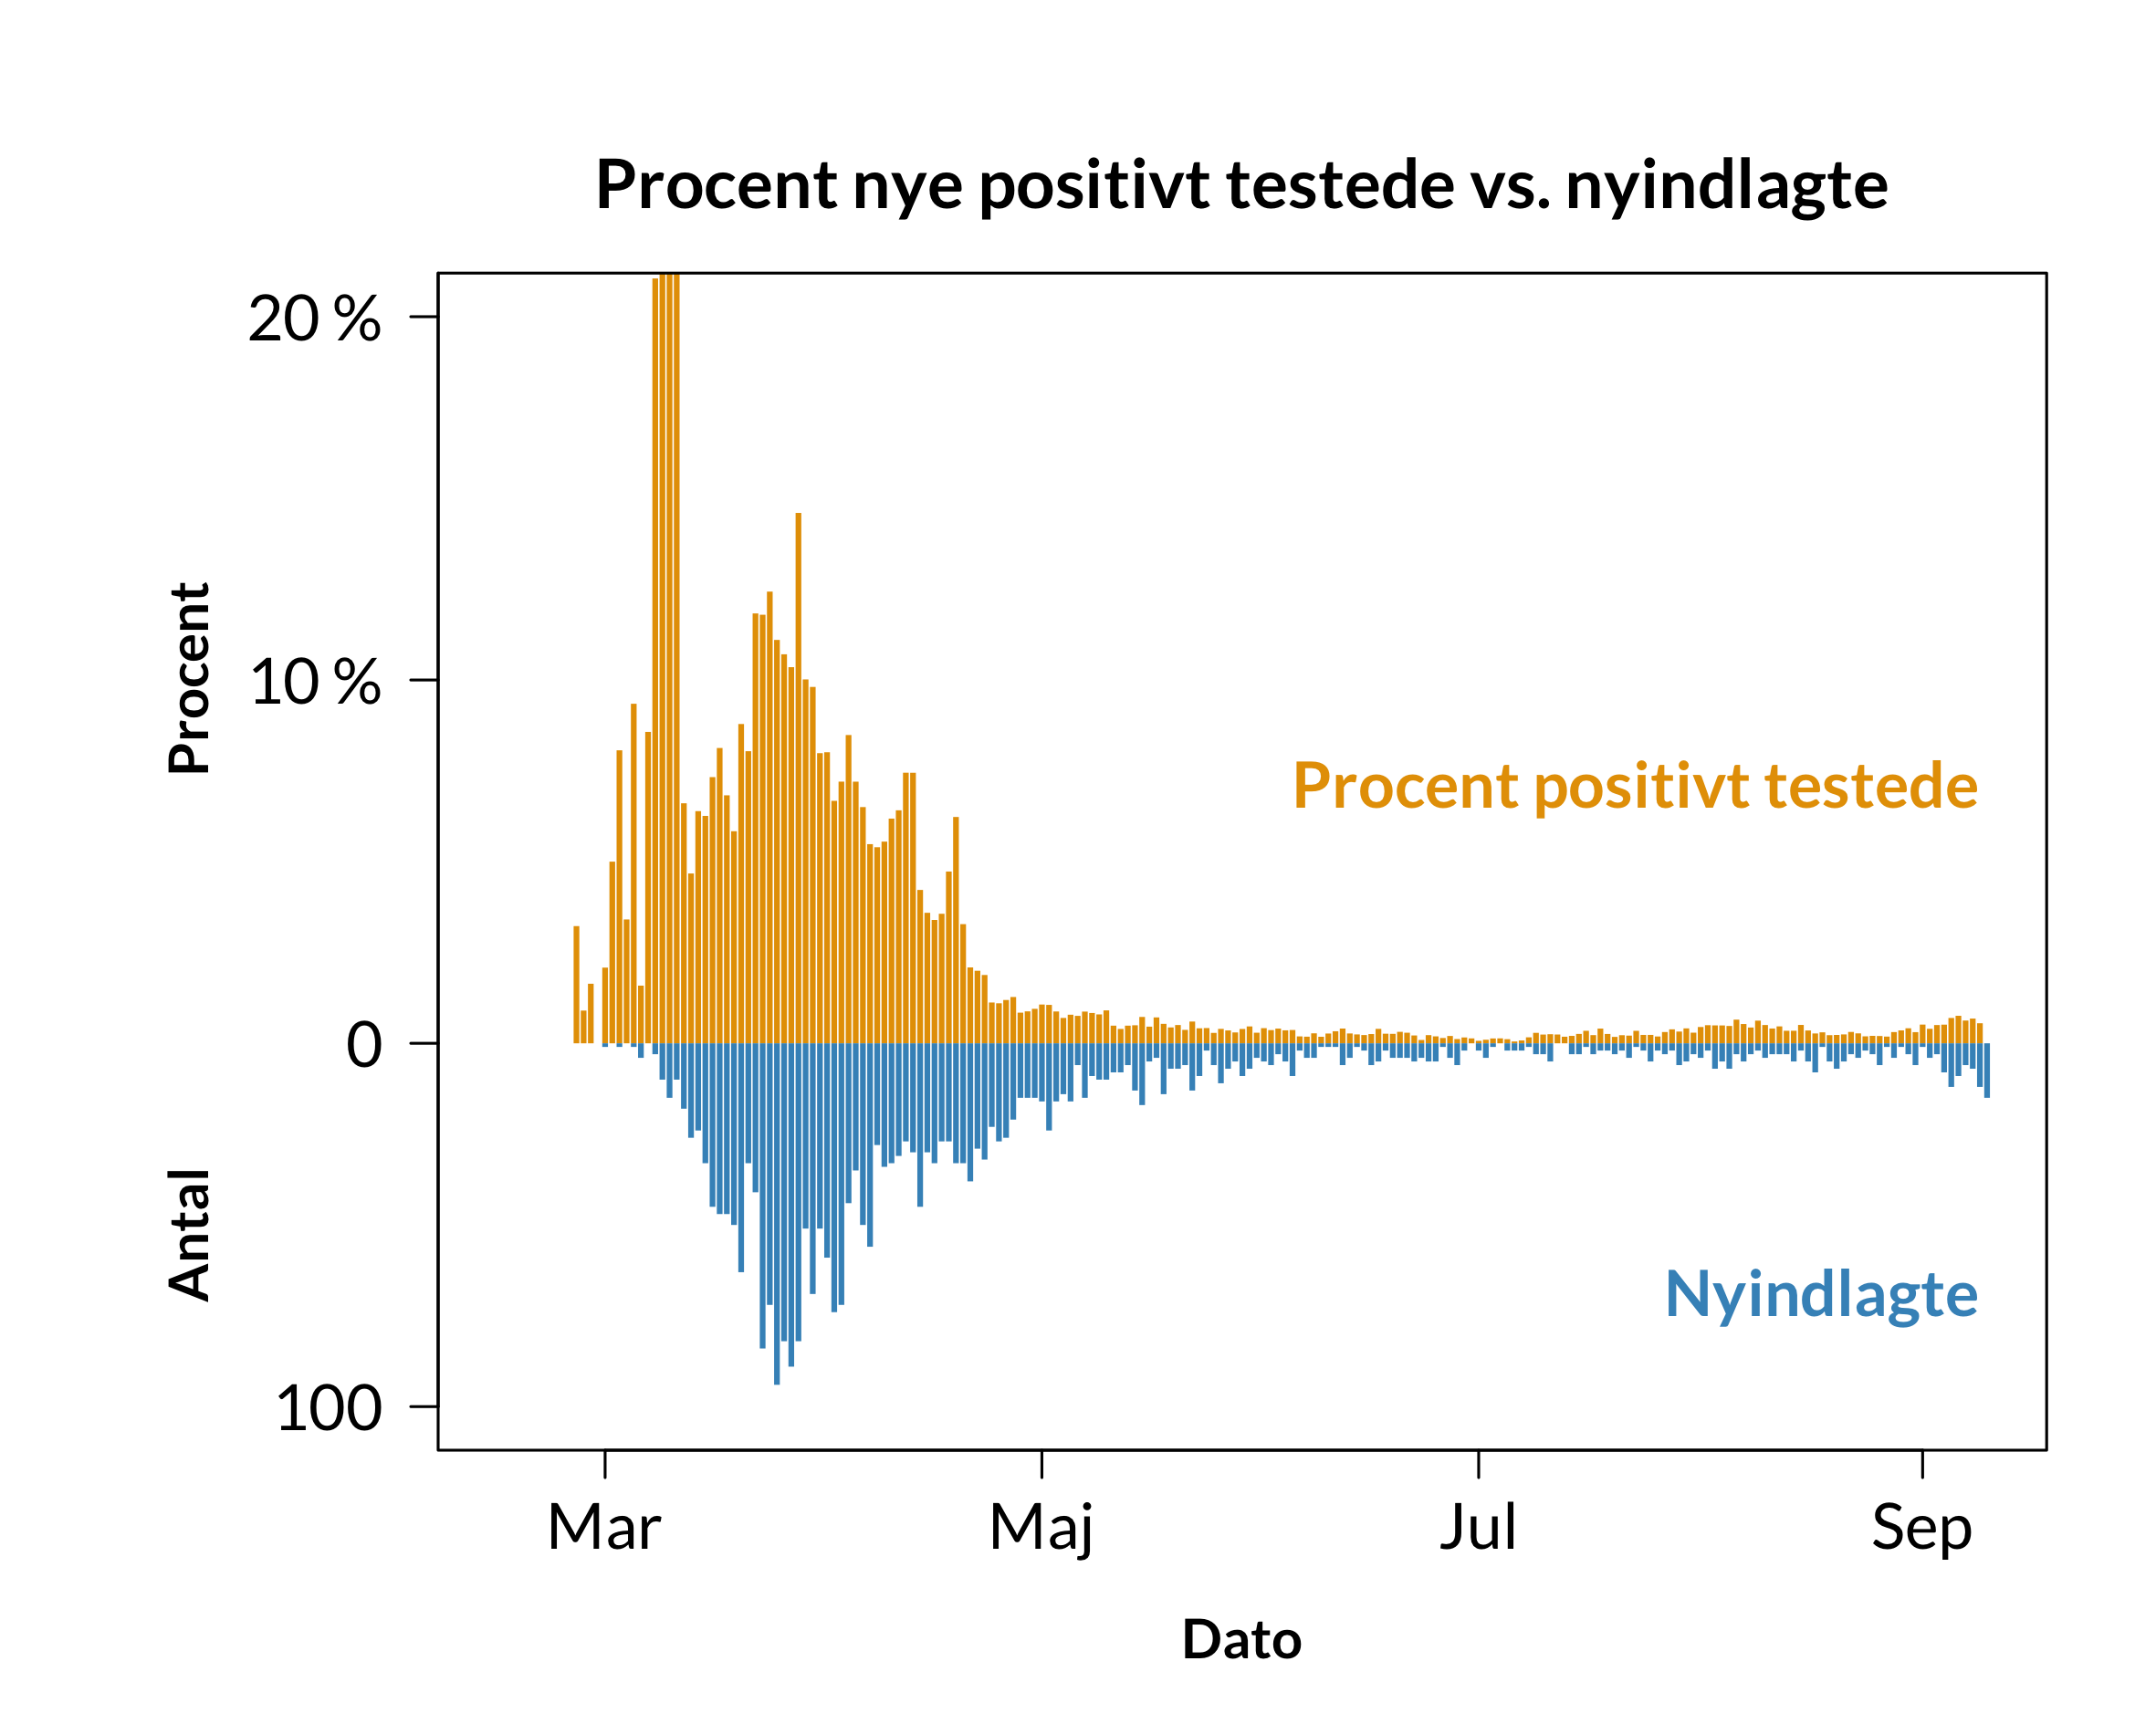 Procent nye positivt testede vs. nyindlagte
20 %
10 %
0
100
Procent
Antal
Procent positivt testede
Nyindlagte
Mar
Maj
Jul
Sep
Dato